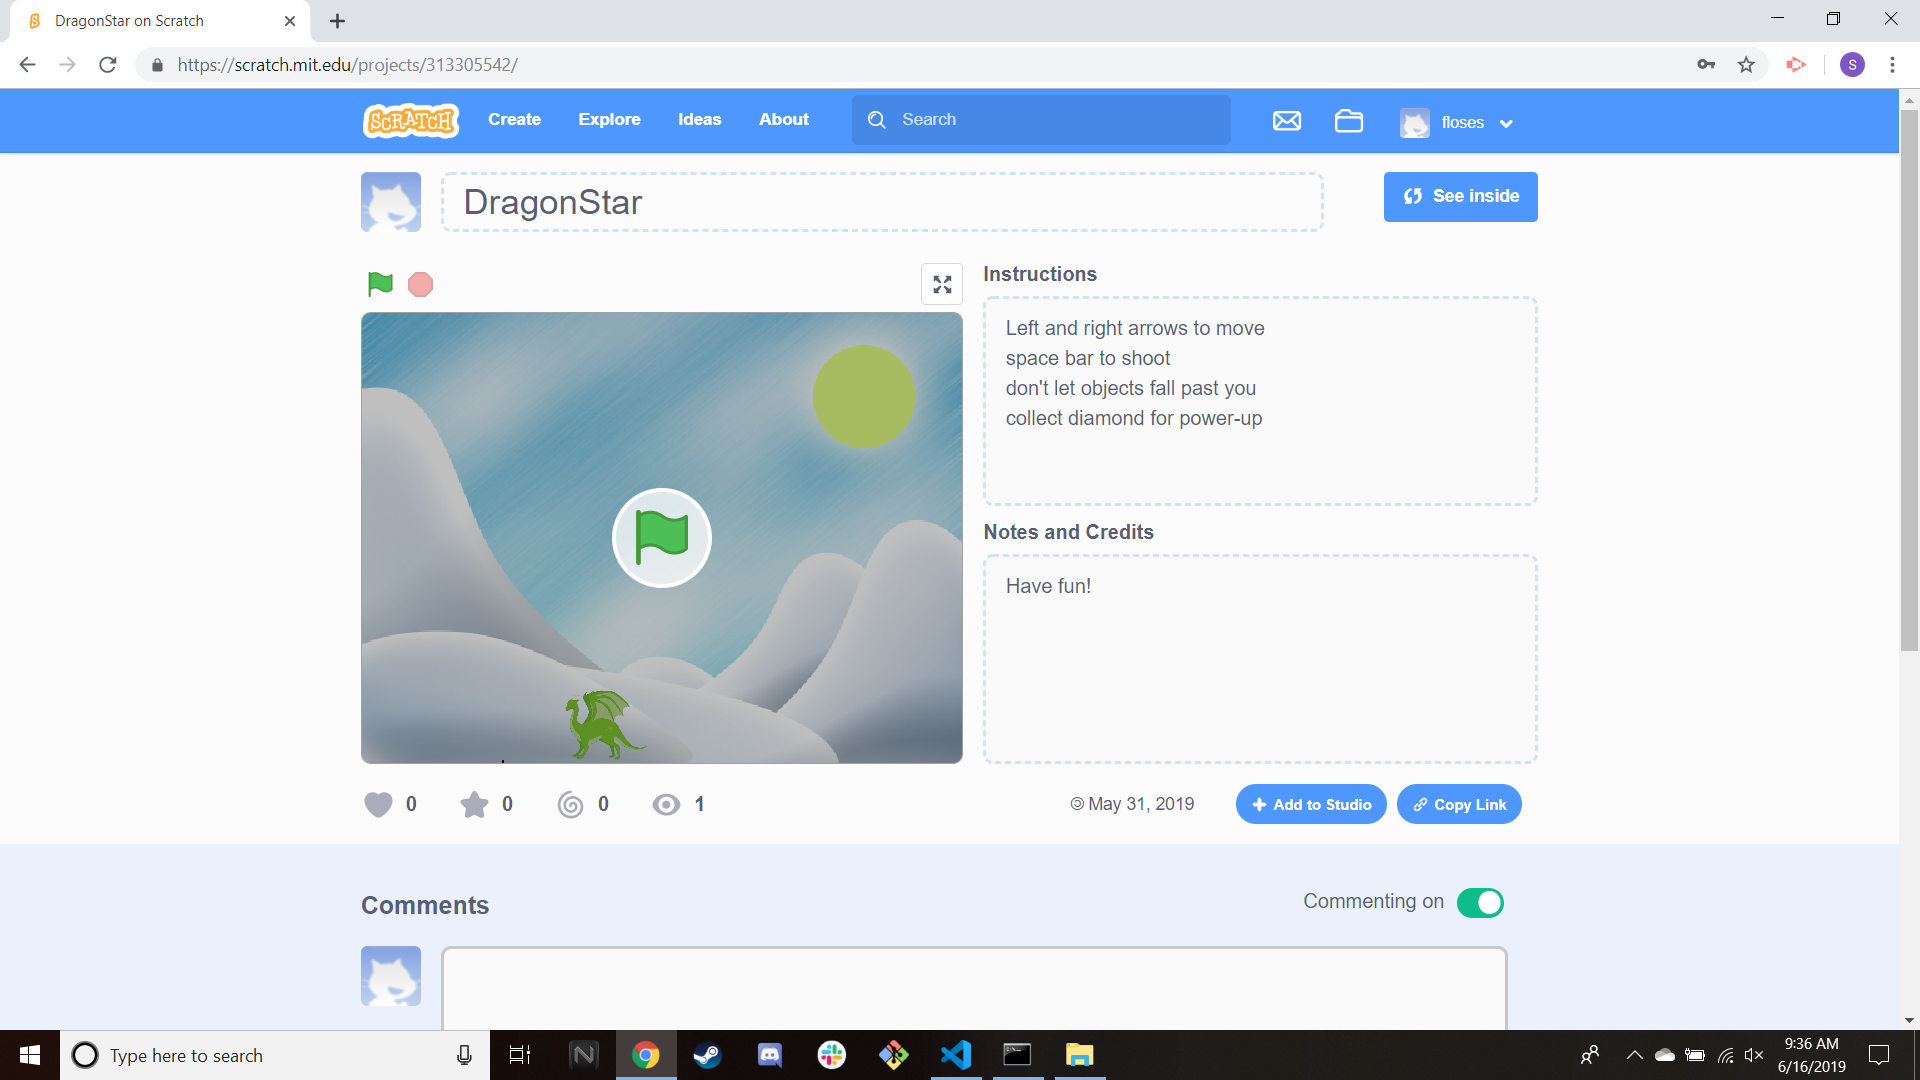 DragonStar on Scratch
https://scratch.mit.edu/projects/313305542/
S
SCRATCH
Create
Explore
Ideas
About
Search
floses
DragonStar
See inside
Instructions
Left and right arrows to move
space bar to shoot
don't let objects fall past you
collect diamond for power-up
Notes and Credits
Have fun!
0
0
0
1
© May 31, 2019
Add to Studio
Copy Link
Comments
Commenting on
Type here to search
N
9:36 AM
6/16/2019